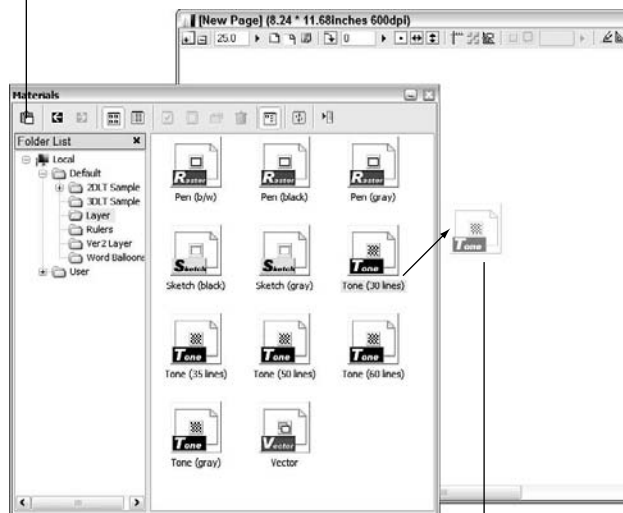 [New Page] (8.24 * 11.68inches 600dpi)
25.0
0
Materials
Folder List
Local
Default
2DLT Sample
3DLT Sample
Layer
Rulers
Ver2 Layer
Word Balloons
User
Raster
Raster
Raster
Pen (b/w)
Pen (black)
Pen (gray)
Sketch
Sketch
Tone
Tone
Sketch (black)
Sketch (gray)
Tone (30 lines)
Tone
Tone
Tone
Tone (35 lines)
Tone (50 lines)
Tone (60 lines)
Tone
Vector
Tone (gray)
Vector